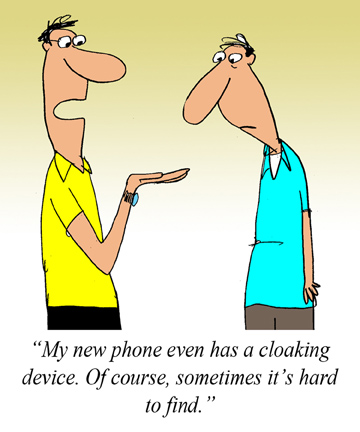 “My new phone even has a cloaking
device. Of course, sometimes it’s hard
to find.”